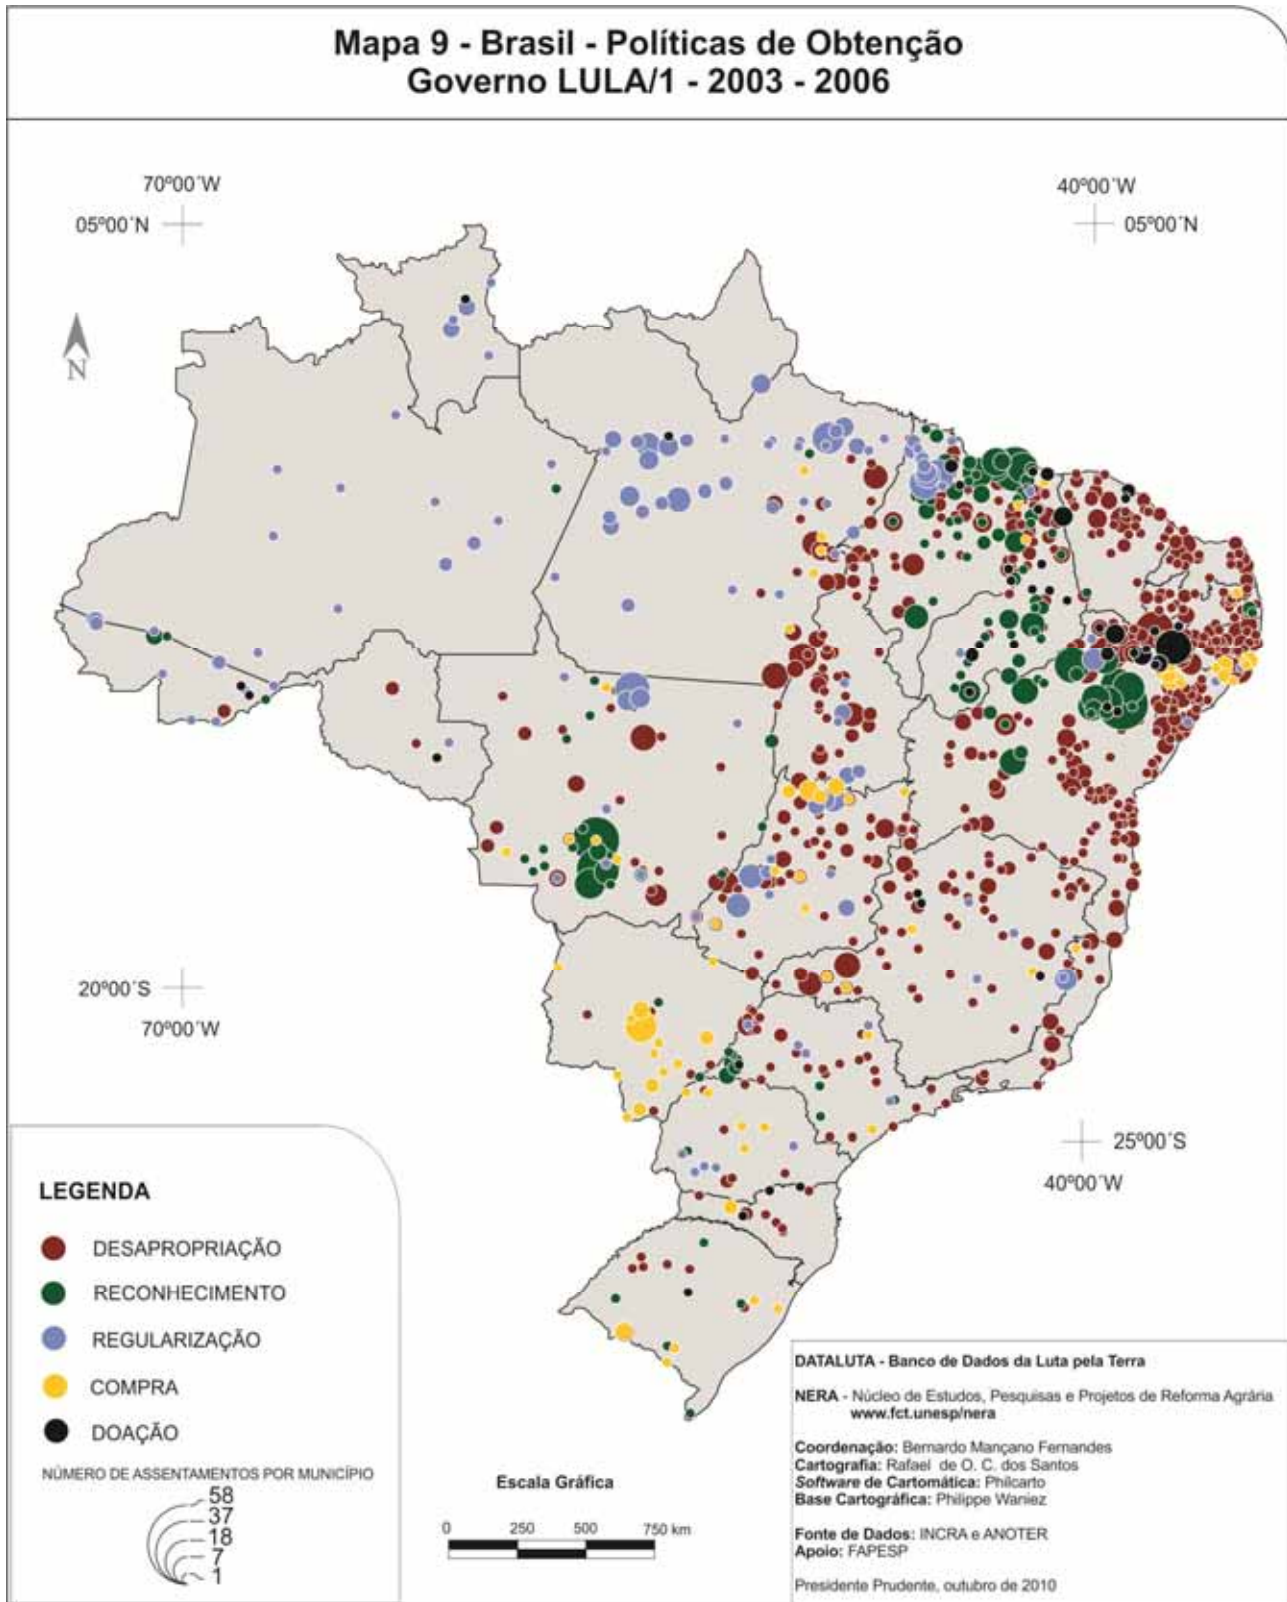 Mapa 9 - Brasil - Políticas de Obtenção
Governo LULA/1 - 2003 - 2006
70º00´W
05º00´N
40º00´W
05º00´N
N
20º00´S
70º00´W
25º00´S
40º00´W
LEGENDA
DESAPROPRIAÇÃO
RECONHECIMENTO
REGULARIZAÇÃO
COMPRA
DOAÇÃO
NÚMERO DE ASSENTAMENTOS POR MUNICÍPIO
58
37
18
7
1
Escala Gráfica
0 250 500 750 km
DATALUTA - Banco de Dados da Luta pela Terra
NERA - Núcleo de Estudos, Pesquisas e Projetos de Reforma Agrária
www.fct.unesp/nera
Coordenação: Bernardo Mançano Fernandes
Cartografia: Rafael de O. C. dos Santos
Software de Cartomática: Philcarto
Base Cartográfica: Philippe Waniez
Fonte de Dados: INCRA e ANOTER
Apoio: FAPESP
Presidente Prudente, outubro de 2010